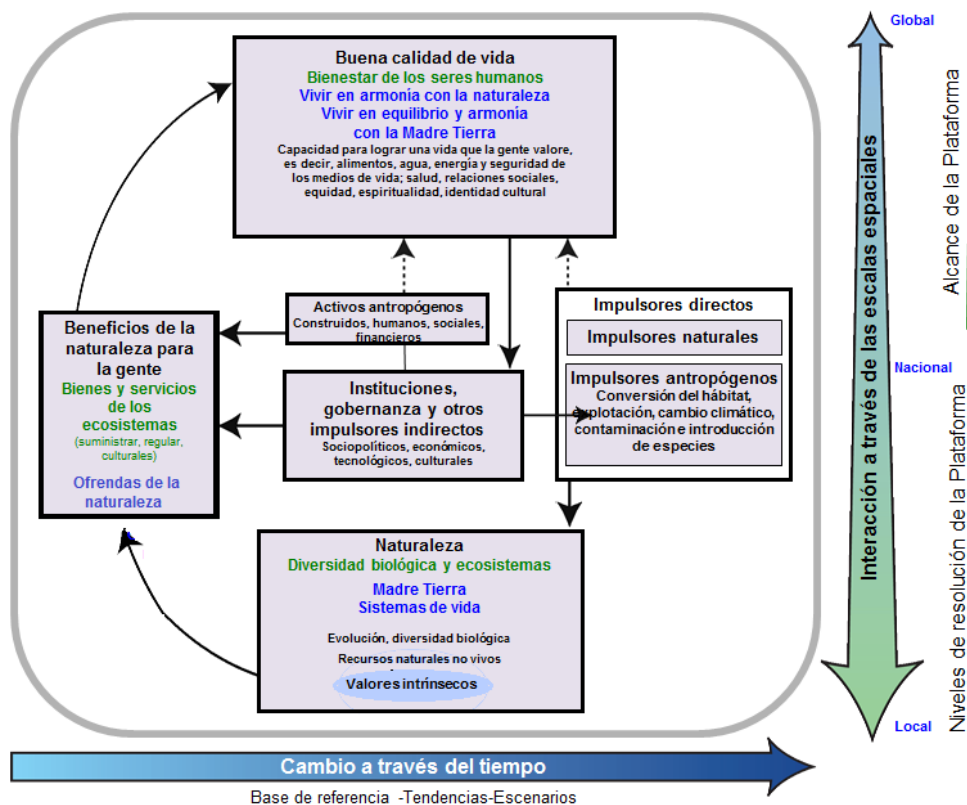 Buena calidad de vida
Bienestar de los seres humanos
Vivir en armonía con la naturaleza
Vivir en equilibrio y armonía
con la Madre Tierra
Capacidad para lograr una vida que la gente valore,
es decir, alimentos, agua, energía y seguridad de
los medios de vida; salud, relaciones sociales,
equidad, espiritualidad, identidad cultural
Activos antropógenos
Construidos, humanos, sociales,
financieros
Impulsores directos
Impulsores naturales
Impulsores antropógenos
Conversión del hábitat,
explotación, cambio climático,
contaminación e introducción
de especies
Beneficios de la
naturaleza para
la gente
Bienes y servicios
de los
ecosistemas
(suministrar, regular,
culturales)
Ofrendas de la
naturaleza
Instituciones,
gobernanza y otros
impulsores indirectos
Sociopolíticos, económicos,
tecnológicos, culturales
Naturaleza
Diversidad biológica y ecosistemas
Madre Tierra
Sistemas de vida
Evolución, diversidad biológica
Recursos naturales no vivos
Valores intrínsecos
Cambio a través del tiempo
Base de referencia -Tendencias-Escenarios
Global
Nacional
Local
Interacción a través de las escalas espaciales
Alcance de la Plataforma
Niveles de resolución de la Plataforma